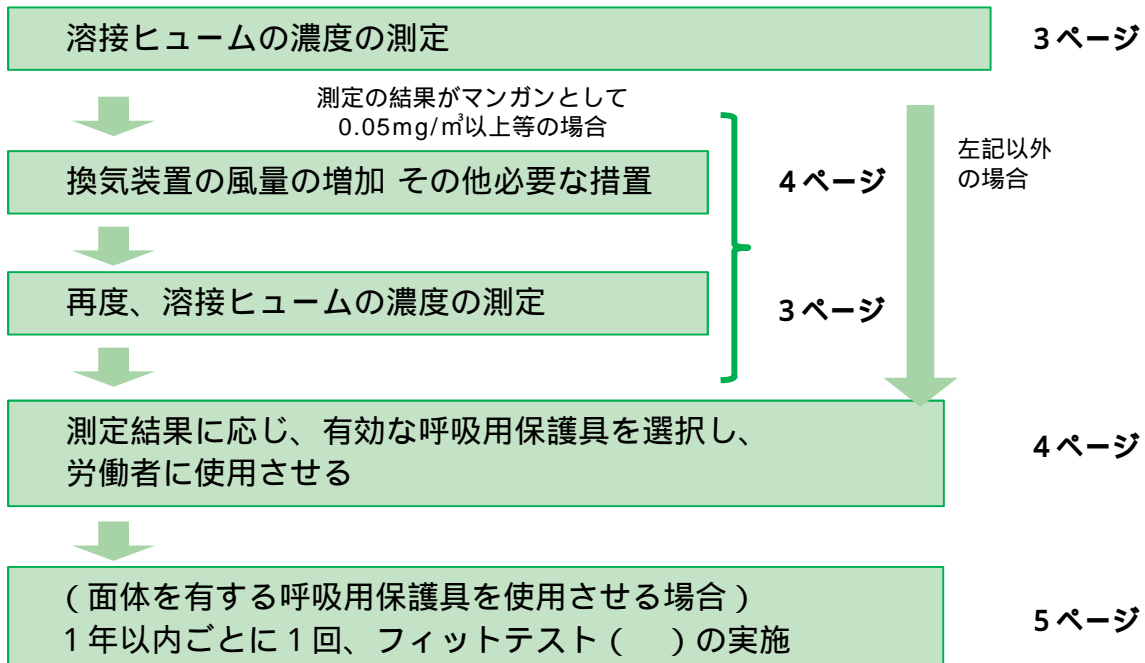 溶接ヒュームの濃度の測定
3ページ
測定の結果がマンガンとして
0.05mg/㎥以上等の場合
左記以外
の場合
換気装置の風量の増加 その他必要な措置
4ページ
再度、溶接ヒュームの濃度の測定
3ページ
測定結果に応じ、有効な呼吸用保護具を選択し、
労働者に使用させる
4ページ
(面体を有する呼吸用保護具を使用させる場合)
1年以内ごとに1回、フィットテスト(　)の実施
5ページ